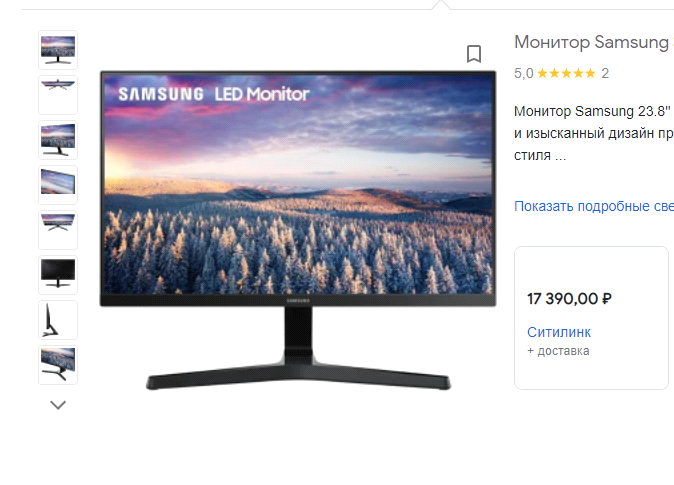 Монитор Samsung
5,0 2
SAMSUNG LED Monitor
Монитор Samsung 23.8"
и изысканный дизайн пр
стиля ...
Показать подробные све
17 390,00 ₽
Ситилинк
+ доставка
SAMSUNG